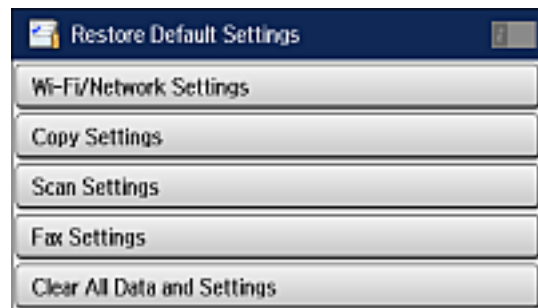 Restore Default Settings
Wi-Fi/Network Settings
Copy Settings
Scan Settings
Fax Settings
Clear All Data and Settings